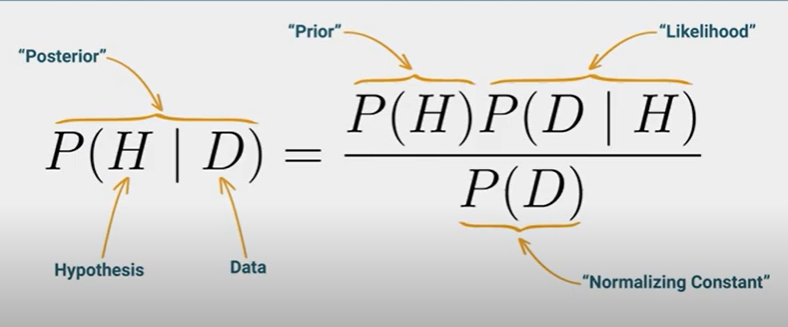 “Prior”
“Likelihood”
“Posterior”
P(H | D) = P(H)P(D | H)
P(D)
Hypothesis
Data
“Normalizing Constant”